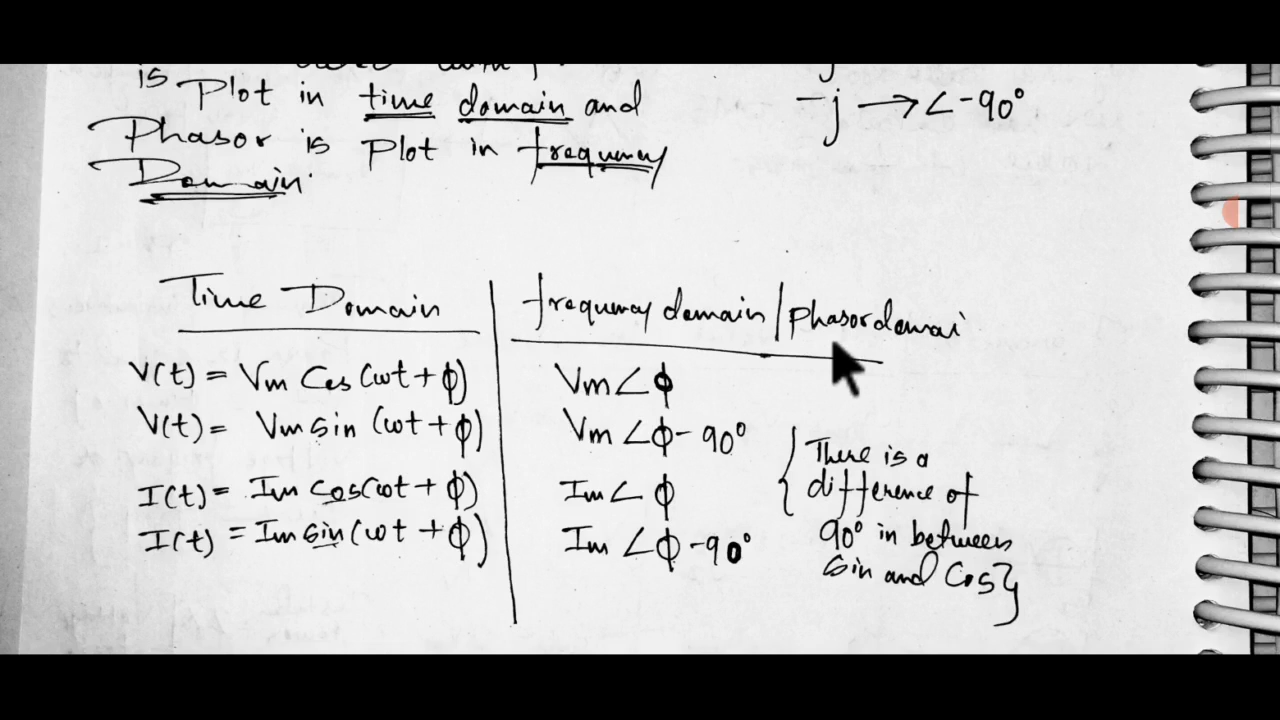 is Plot in time domain and
Phasor is Plot in frequency
Domain.
-j → ∠-90°
Time Domain
frequency domain / phasor domai
V(t) = Vm Cos (ωt + ϕ)
Vm ∠ϕ
V(t) = Vm sin (ωt + ϕ)
Vm ∠ϕ - 90°
I(t) = Im cos(ωt + ϕ)
Im ∠ ϕ
I(t) = Im sin (ωt + ϕ)
Im ∠ϕ - 90°
{ There is a
difference of
90° in between
sin and Cos }